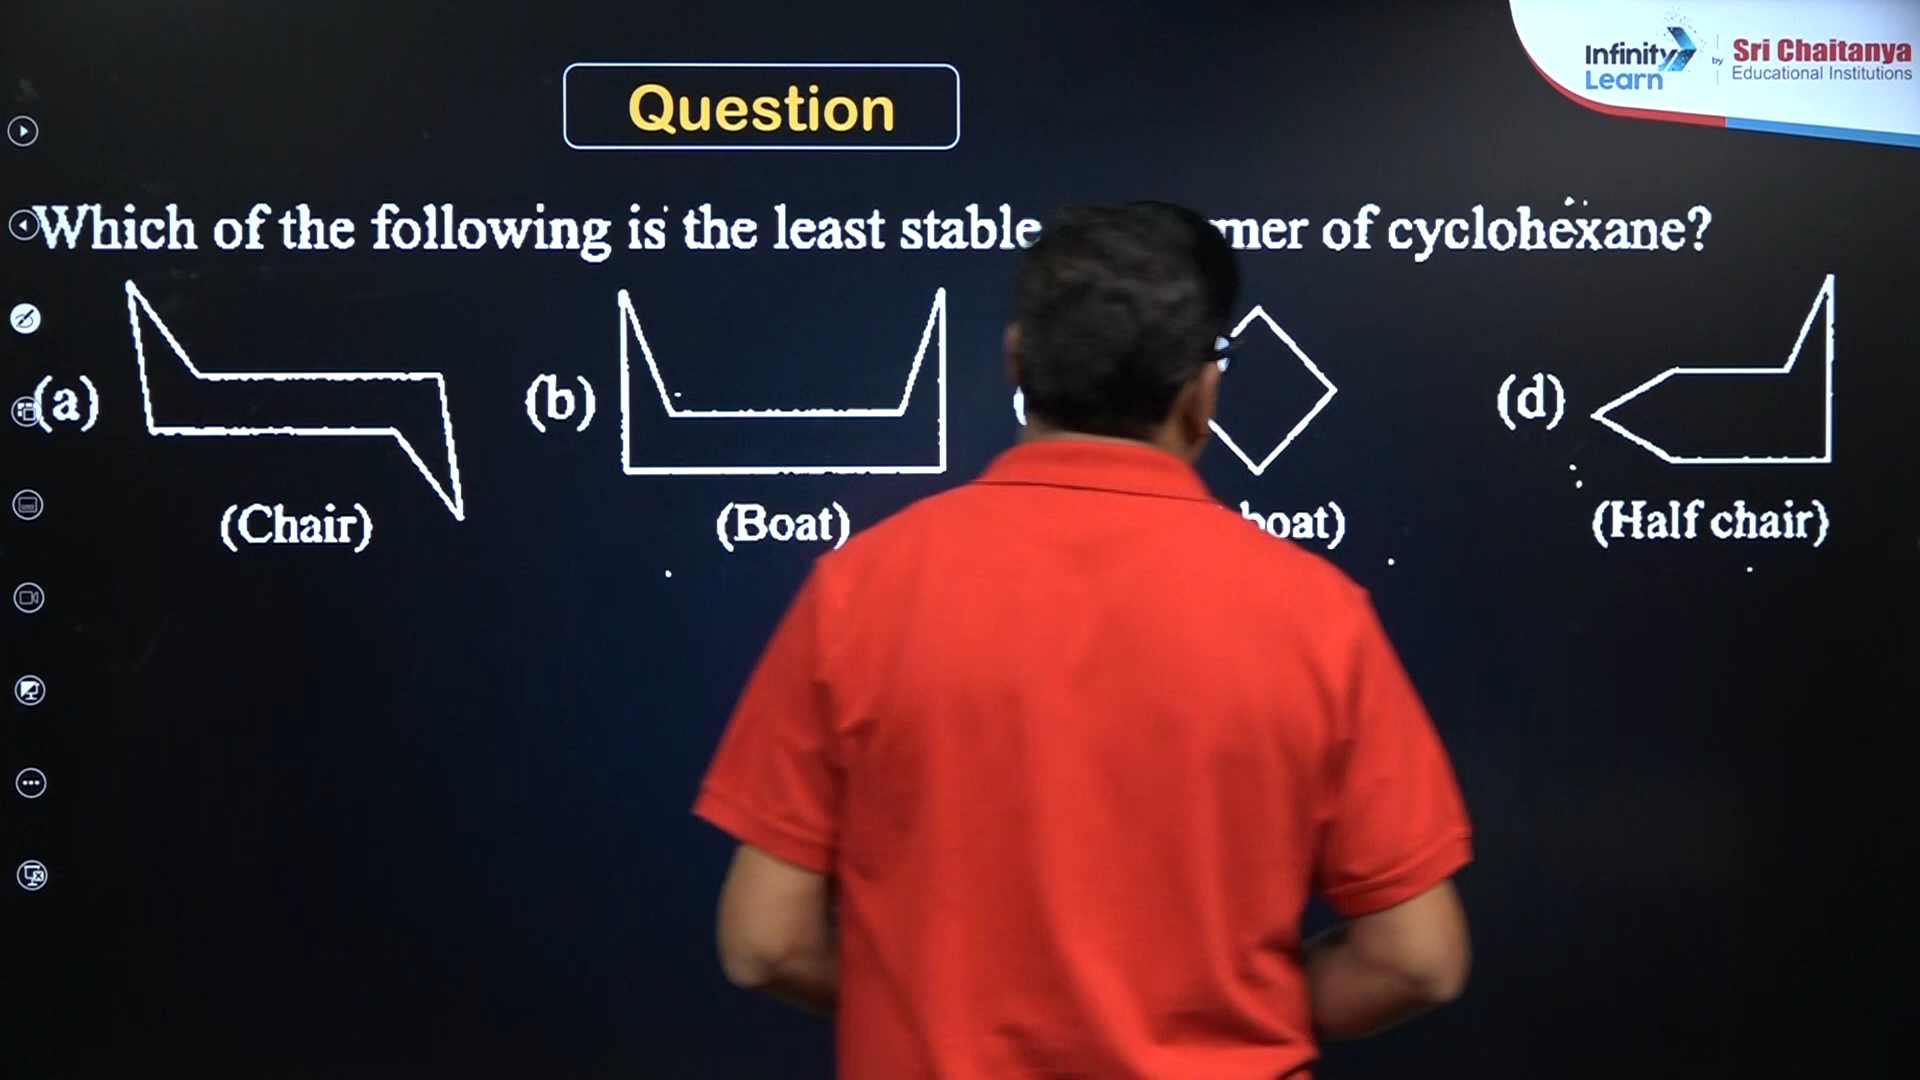 Infinity Learn by Sri Chaitanya Educational Institutions
Question
Which of the following is the least stable mer of cyclohexane?
(a) (b) (d)
(Chair) (Boat) boat) (Half chair)